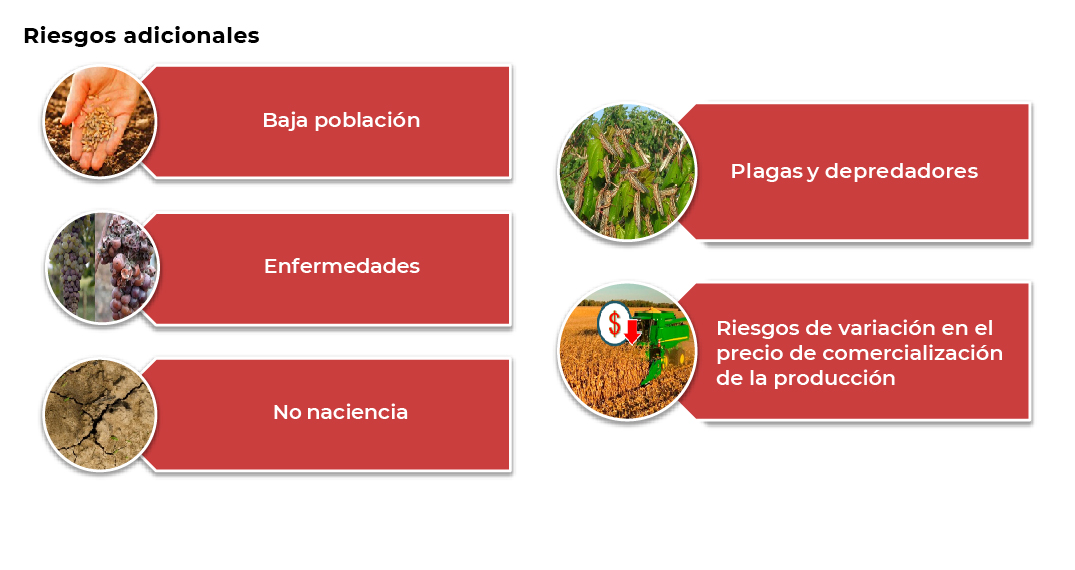 Riesgos adicionales
Baja población
Enfermedades
No naciencia
Plagas y depredadores
$
Riesgos de variación en el
precio de comercialización
de la producción